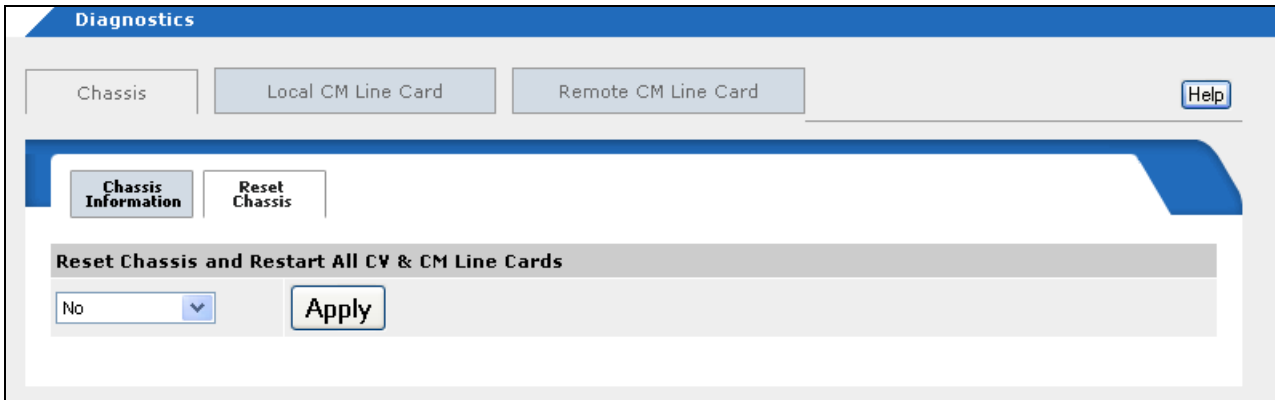 Diagnostics
Chassis
Local CM Line Card
Remote CM Line Card
Help
Chassis
Information
Reset
Chassis
Reset Chassis and Restart All CV & CM Line Cards
No
Apply